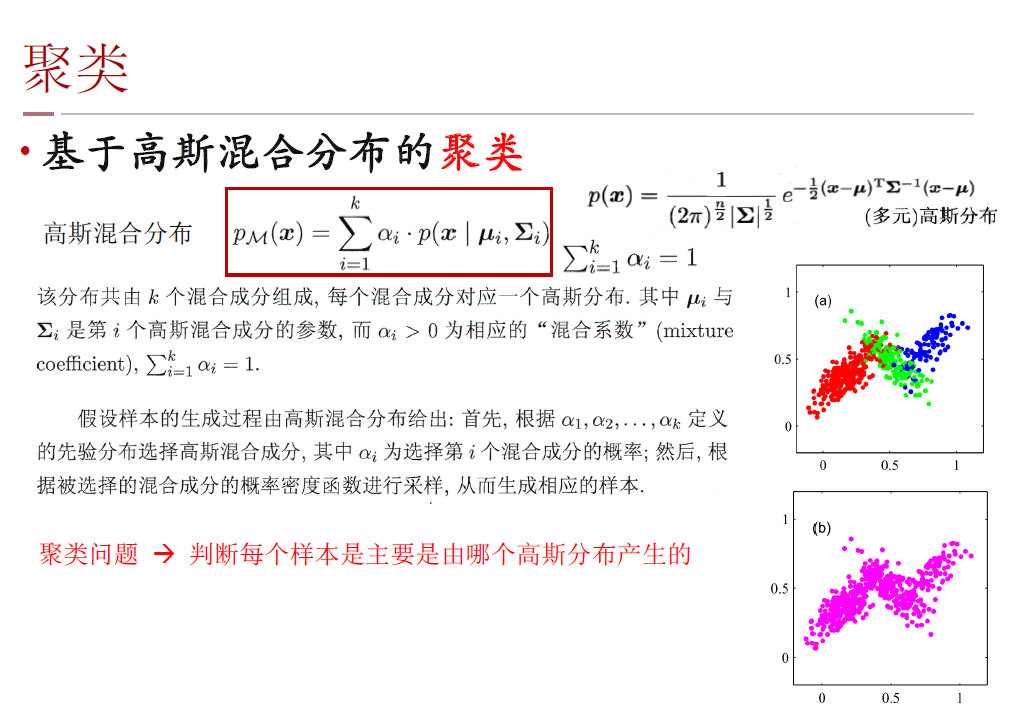 聚类
• 基于高斯混合分布的聚类
高斯混合分布
$p_{\mathcal{M}}(\boldsymbol{x}) = \sum_{i=1}^{k} \alpha_i \cdot p(\boldsymbol{x} \mid \boldsymbol{\mu}_i, \boldsymbol{\Sigma}_i)$
$p(\boldsymbol{x}) = \frac{1}{(2\pi)^{\frac{n}{2}} |\boldsymbol{\Sigma}|^{\frac{1}{2}}} e^{-\frac{1}{2}(\boldsymbol{x}-\boldsymbol{\mu})^{\mathrm{T}} \boldsymbol{\Sigma}^{-1} (\boldsymbol{x}-\boldsymbol{\mu})}$
(多元)高斯分布
$\sum_{i=1}^{k} \alpha_i = 1$
该分布共由 $k$ 个混合成分组成, 每个混合成分对应一个高斯分布. 其中 $\boldsymbol{\mu}_i$ 与
$\boldsymbol{\Sigma}_i$ 是第 $i$ 个高斯混合成分的参数, 而 $\alpha_i > 0$ 为相应的“混合系数” (mixture
coefficient), $\sum_{i=1}^{k} \alpha_i = 1$.
假设样本的生成过程由高斯混合分布给出: 首先, 根据 $\alpha_1, \alpha_2, \ldots, \alpha_k$ 定义
的先验分布选择高斯混合成分, 其中 $\alpha_i$ 为选择第 $i$ 个混合成分的概率; 然后, 根
据被选择的混合成分的概率密度函数进行采样, 从而生成相应的样本.
聚类问题 → 判断每个样本是主要是由哪个高斯分布产生的
(a)
1
0.5
0
0 0.5 1
(b)
1
0.5
0
0 0.5 1